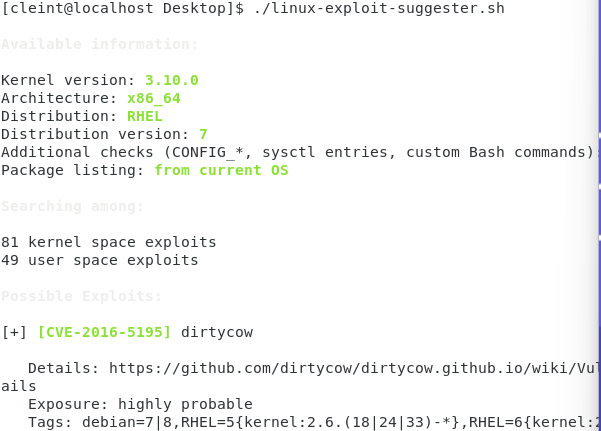 [cleint@localhost Desktop]$ ./linux-exploit-suggester.sh
Available information:
Kernel version: 3.10.0
Architecture: x86_64
Distribution: RHEL
Distribution version: 7
Additional checks (CONFIG_*, sysctl entries, custom Bash commands):
Package listing: from current OS
Searching among:
81 kernel space exploits
49 user space exploits
Possible Exploits:
[+] [CVE-2016-5195] dirtycow
Details: https://github.com/dirtycow/dirtycow.github.io/wiki/Vul
ails
Exposure: highly probable
Tags: debian=7|8,RHEL=5{kernel:2.6.(18|24|33)-*},RHEL=6{kernel:2